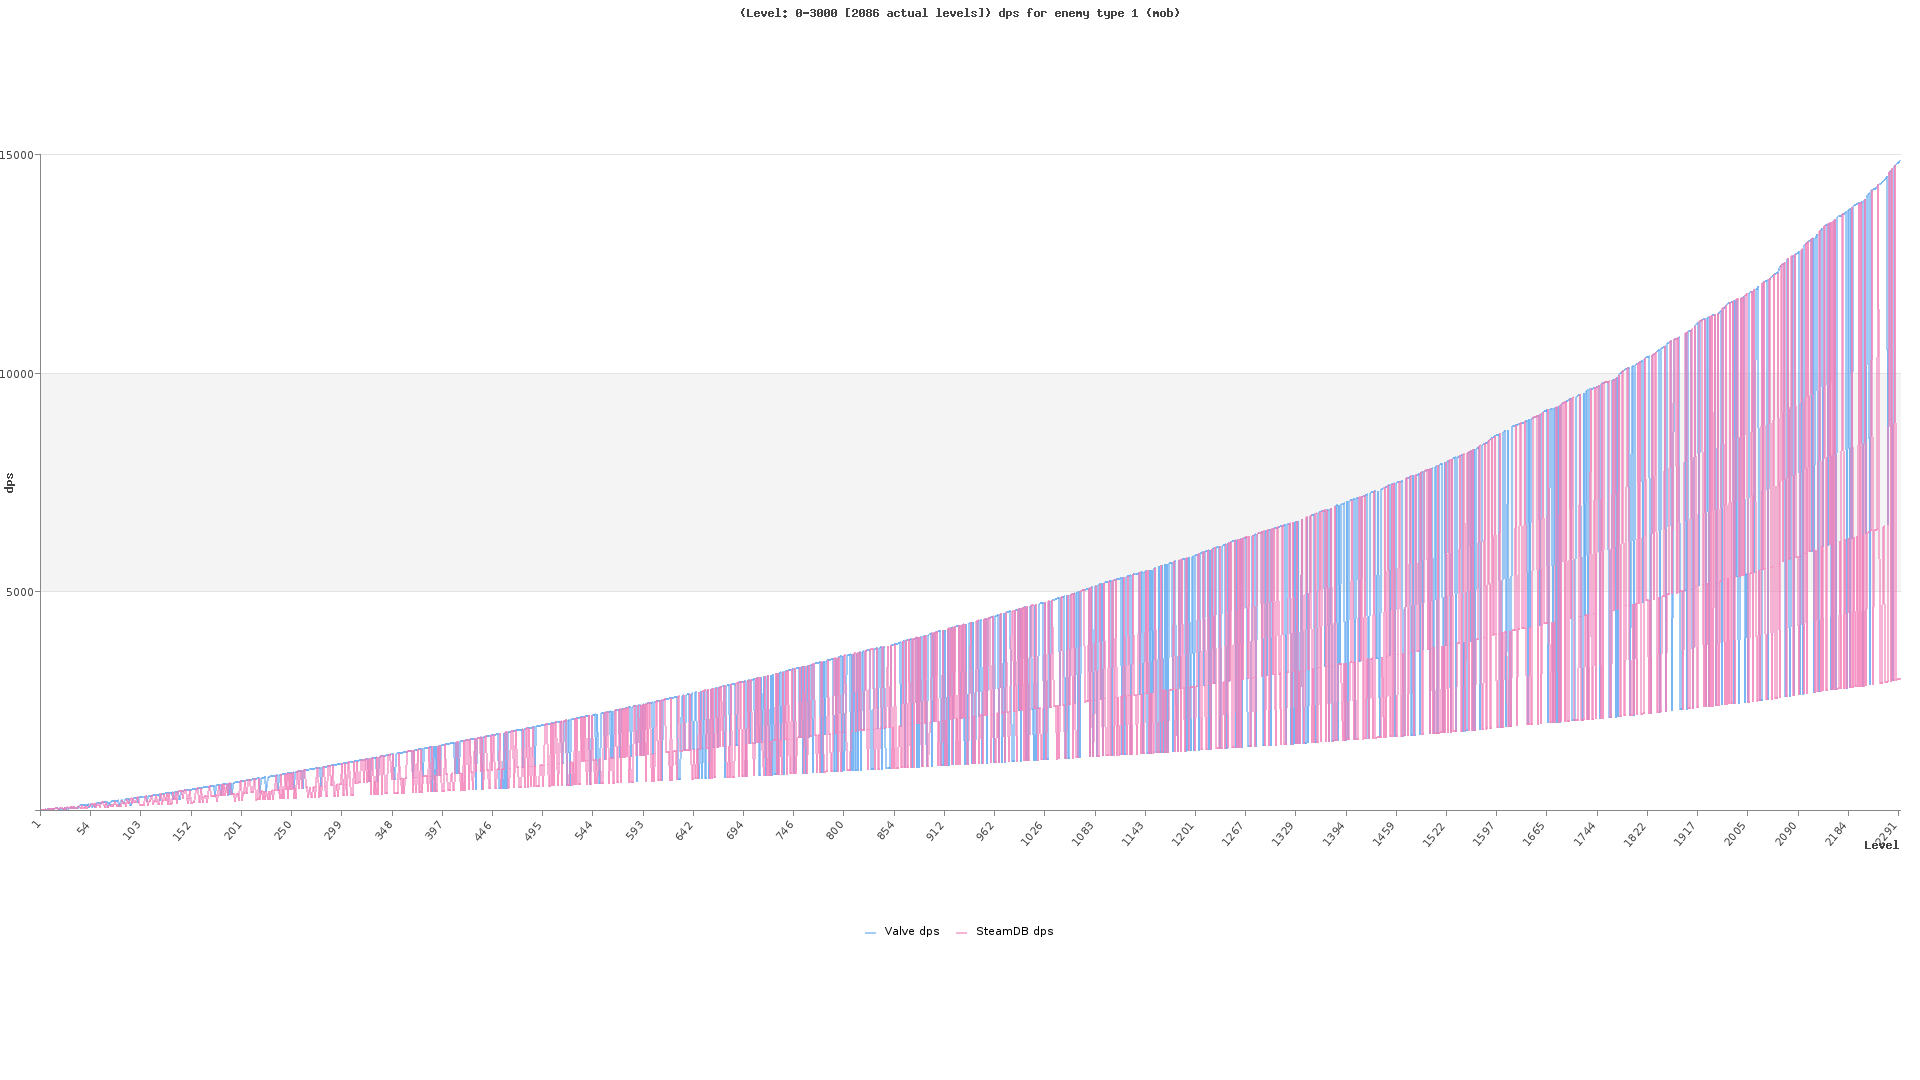 (Level: 0-3000 [2086 actual levels]) dps for enemy type 1 (mob)
15000
10000
5000
dps
1 54 103 152 201 250 299 348 397 446 495 544 593 642 694 746 800 854 912 962 1026 1083 1143 1201 1267 1329 1394 1459 1522 1597 1665 1744 1822 1917 2005 2090 2184 2291
Level
Valve dps SteamDB dps